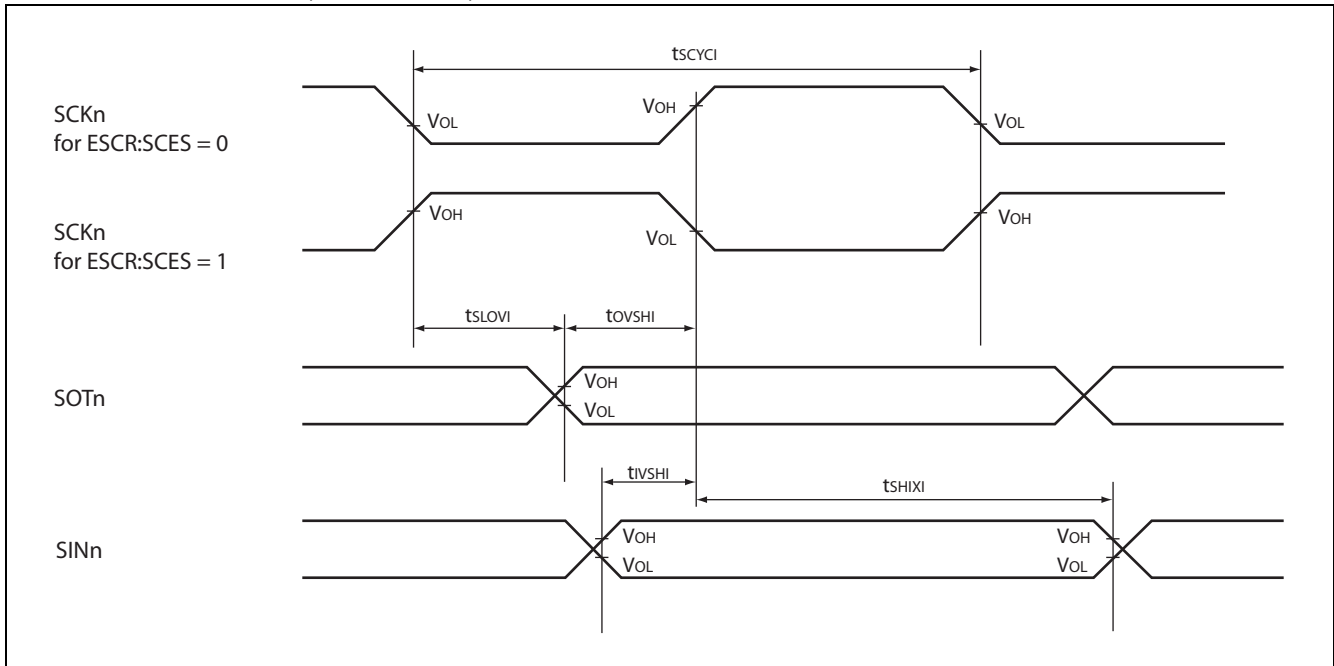 tSCYCI
SCKn
for ESCR:SCES = 0
VOL
VOH
VOL
SCKn
for ESCR:SCES = 1
VOH
VOL
VOH
tSLOVI
tOVSHI
SOTn
VOH
VOL
tIVSHI
tSHIXI
SINn
VOH
VOL
VOH
VOL